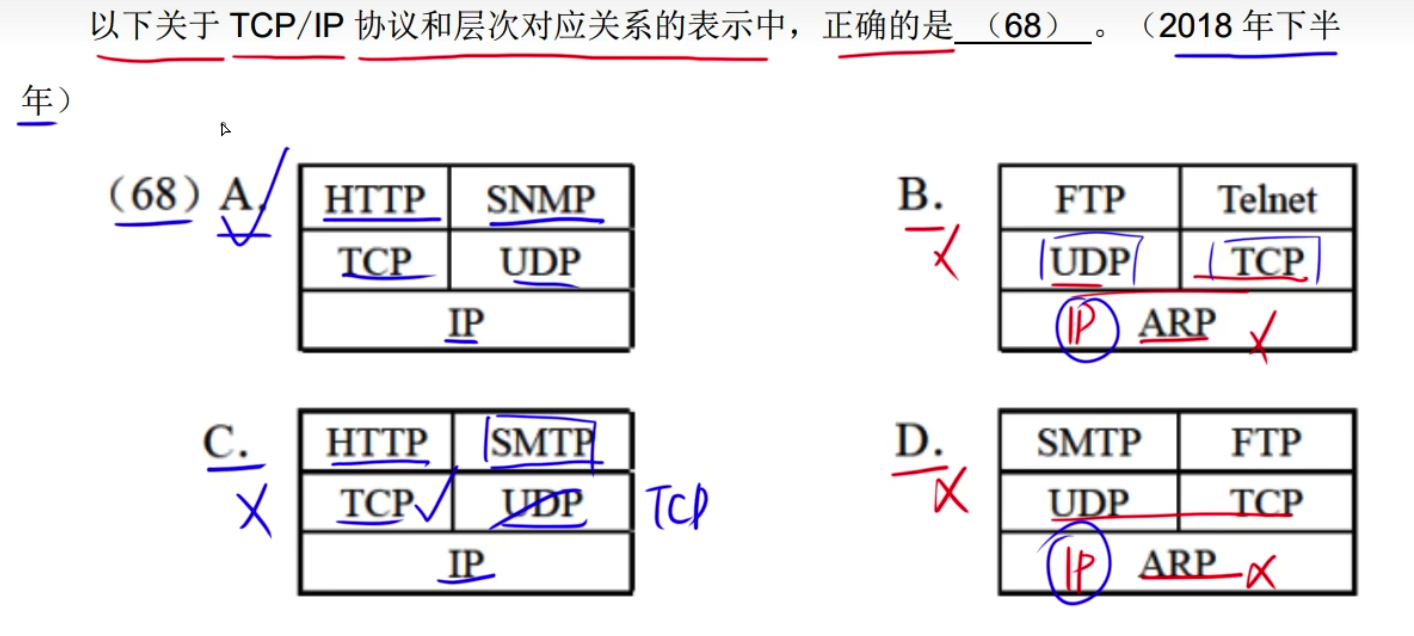 以下关于 TCP/IP 协议和层次对应关系的表示中，正确的是 （68） 。（2018 年下半
年）
（68）A. B.
HTTP SNMP FTP Telnet
TCP UDP UDP TCP
IP IP ARP
C. D.
HTTP SMTP SMTP FTP
TCP UDP TCP UDP TCP
IP IP ARP